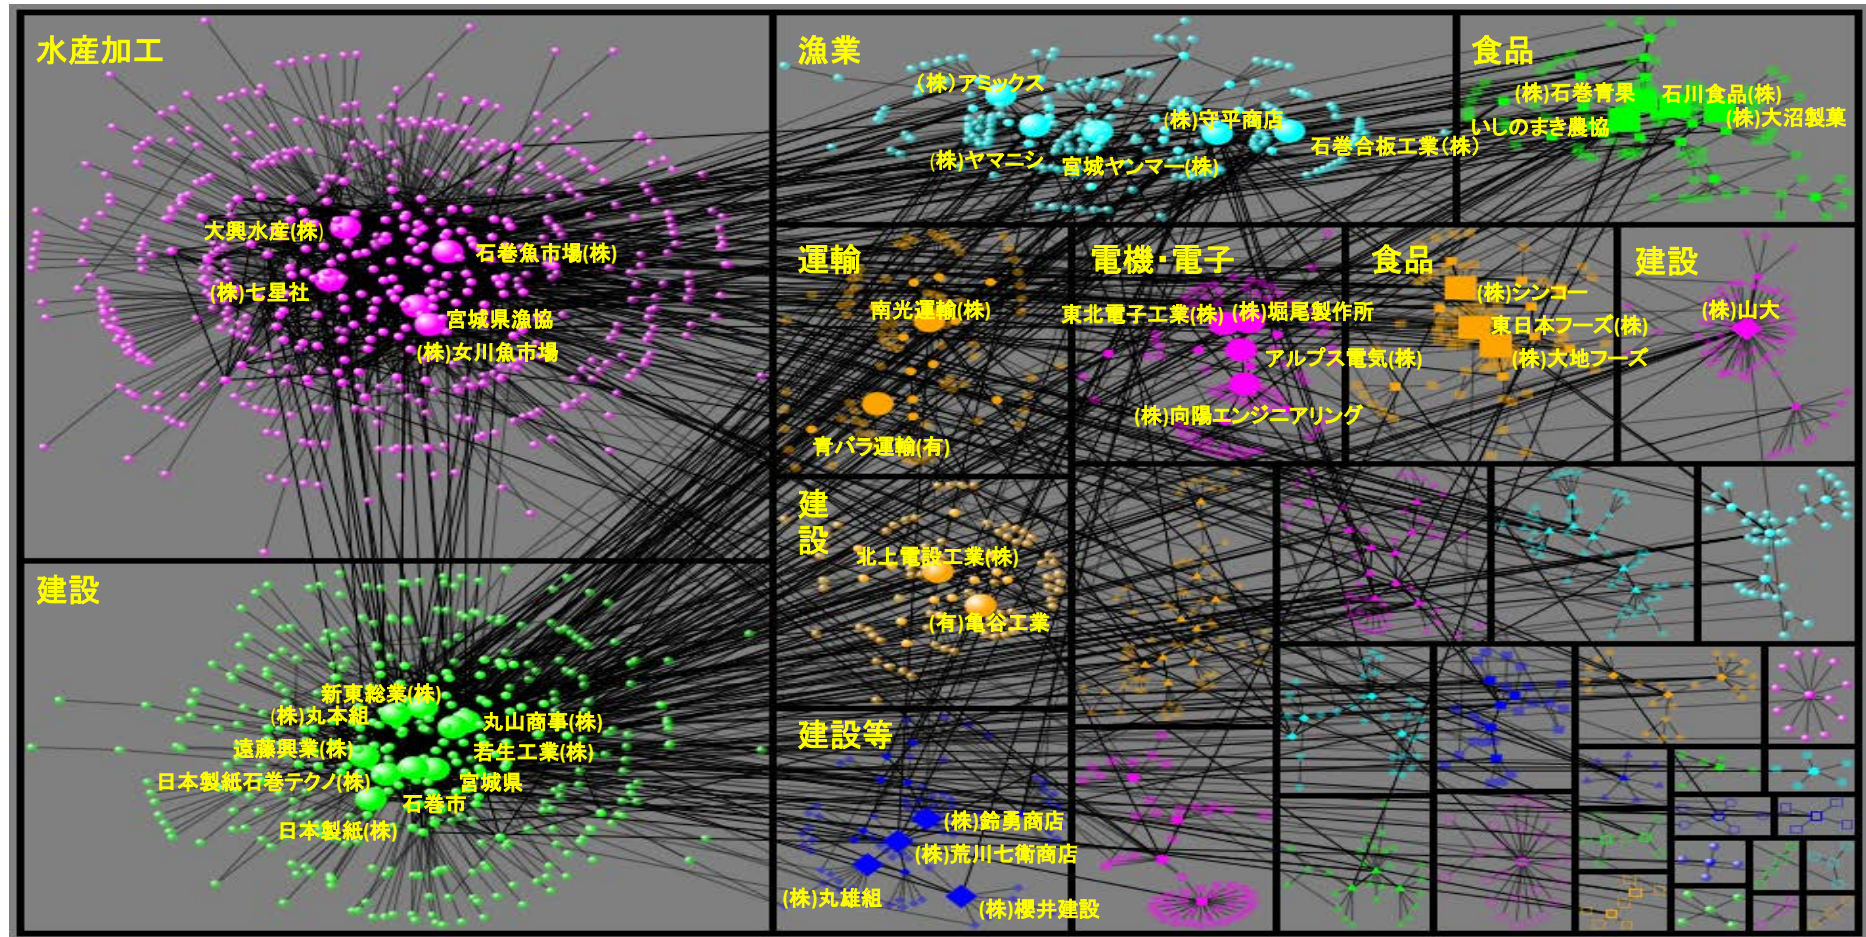 水産加工
大興水産(株)
石巻魚市場(株)
(株)七星社
宮城県漁協
(株)女川魚市場
建設
新東総業(株)
(株)丸本組
丸山商事(株)
遠藤興業(株)
若生工業(株)
日本製紙石巻テクノ(株)
宮城県
石巻市
日本製紙(株)
漁業
(株)アミックス
(株)守平商店
石巻合板工業(株)
(株)ヤマニシ
宮城ヤンマー(株)
食品
(株)石巻青果
石川食品(株)
いしのまき農協
(株)大沼製菓
運輸
南光運輸(株)
青バラ運輸(有)
電機・電子
東北電子工業(株)
(株)堀尾製作所
アルプス電気(株)
(株)向陽エンジニアリング
食品
(株)シンコー
東日本フーズ(株)
(株)大地フーズ
建設
(株)山大
建
設
北上電設工業(株)
(有)亀谷工業
建設等
(株)鈴勇商店
(株)荒川七衛商店
(株)丸雄組
(株)櫻井建設